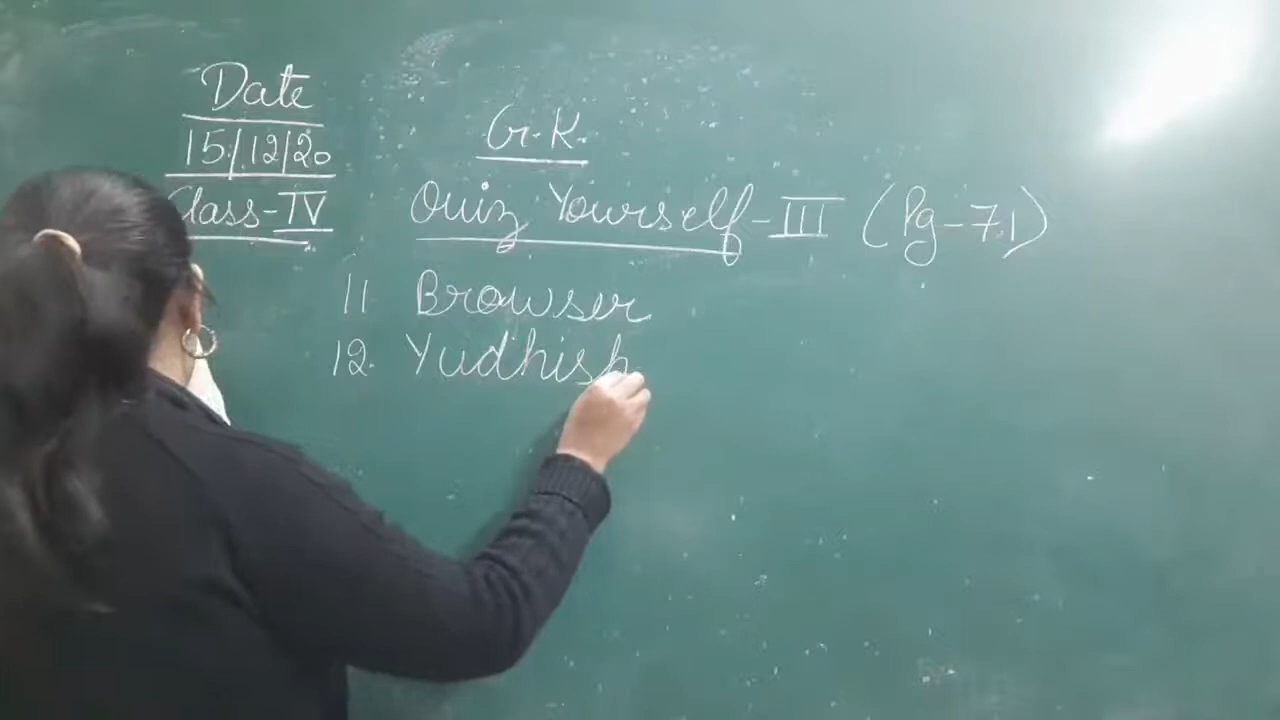 Date
15/12/20
Class-IV
G.K.
Quiz Yourself-III (Pg-71)
11 Browser
12. Yudhish